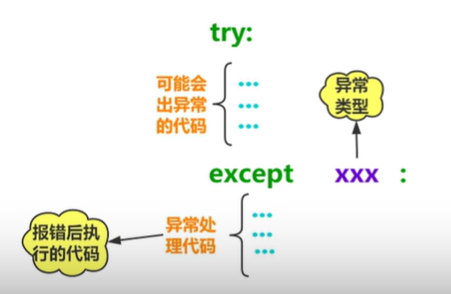 try:
可能会
出异常
的代码
...
...
...
异常
类型
except xxx :
报错后执
行的代码
异常处
理代码
...
...
...